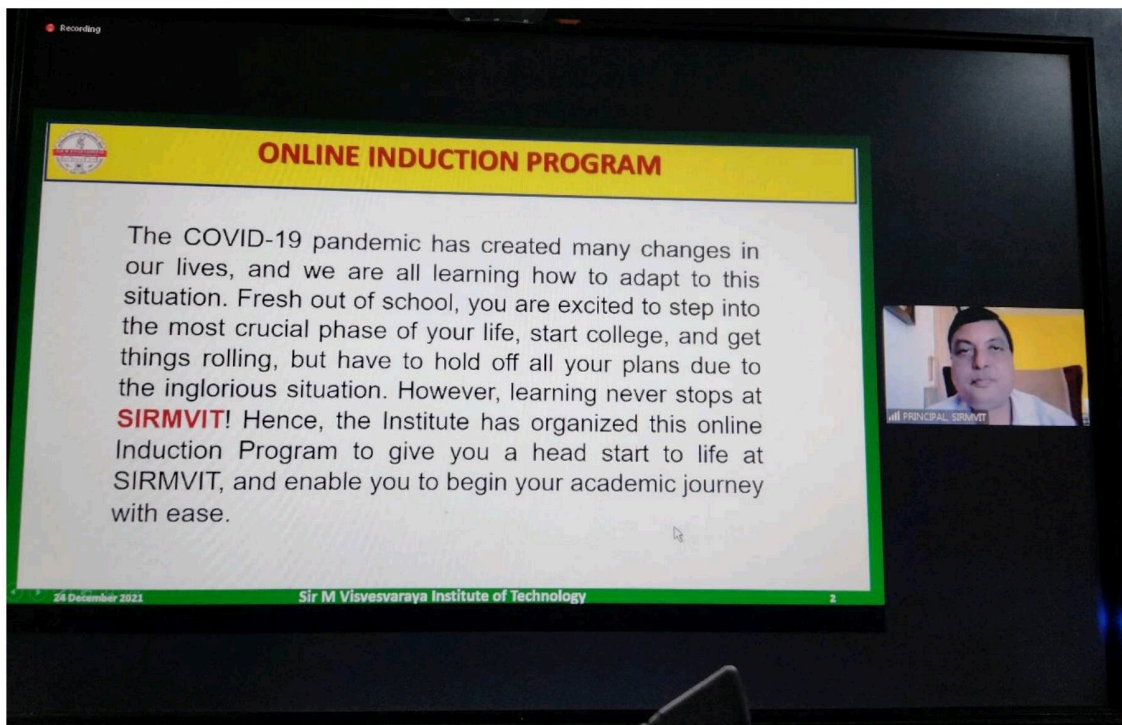 Recording
ONLINE INDUCTION PROGRAM
The COVID-19 pandemic has created many changes in
our lives, and we are all learning how to adapt to this
situation. Fresh out of school, you are excited to step into
the most crucial phase of your life, start college, and get
things rolling, but have to hold off all your plans due to
the inglorious situation. However, learning never stops at
SIRMVIT! Hence, the Institute has organized this online
Induction Program to give you a head start to life at
SIRMVIT, and enable you to begin your academic journey
with ease.
PRINCIPAL, SIRMVIT
24 December 2021
Sir M Visvesvaraya Institute of Technology
2